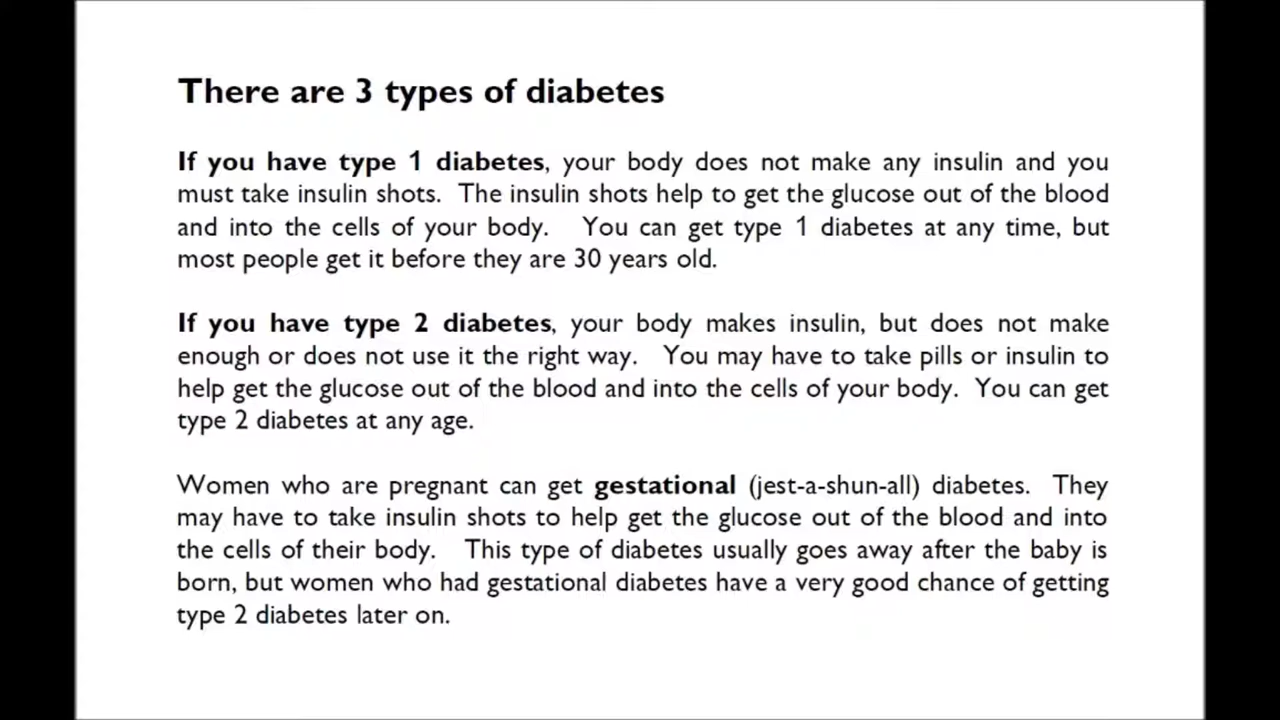 There are 3 types of diabetes
If you have type 1 diabetes, your body does not make any insulin and you
must take insulin shots. The insulin shots help to get the glucose out of the blood
and into the cells of your body. You can get type 1 diabetes at any time, but
most people get it before they are 30 years old.
If you have type 2 diabetes, your body makes insulin, but does not make
enough or does not use it the right way. You may have to take pills or insulin to
help get the glucose out of the blood and into the cells of your body. You can get
type 2 diabetes at any age.
Women who are pregnant can get gestational (jest-a-shun-all) diabetes. They
may have to take insulin shots to help get the glucose out of the blood and into
the cells of their body. This type of diabetes usually goes away after the baby is
born, but women who had gestational diabetes have a very good chance of getting
type 2 diabetes later on.